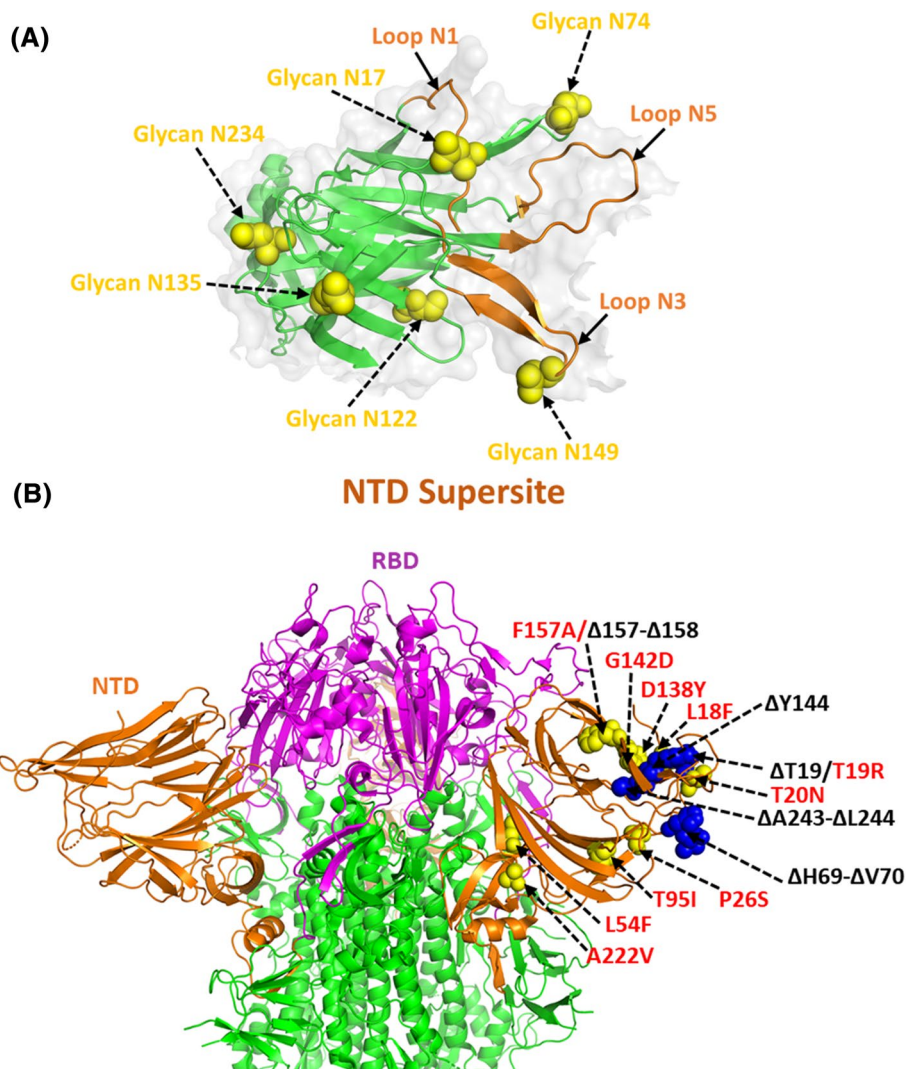 (A)
Glycan N74
Loop N1
Glycan N17
Loop N5
Glycan N234
Glycan N135
Loop N3
Glycan N122
Glycan N149
(B)
NTD Supersite
RBD
F157A/Δ157-Δ158
G142D
NTD
D138Y
L18F
ΔY144
ΔT19/T19R
T20N
ΔA243-ΔL244
ΔH69-ΔV70
T95I
P26S
L54F
A222V